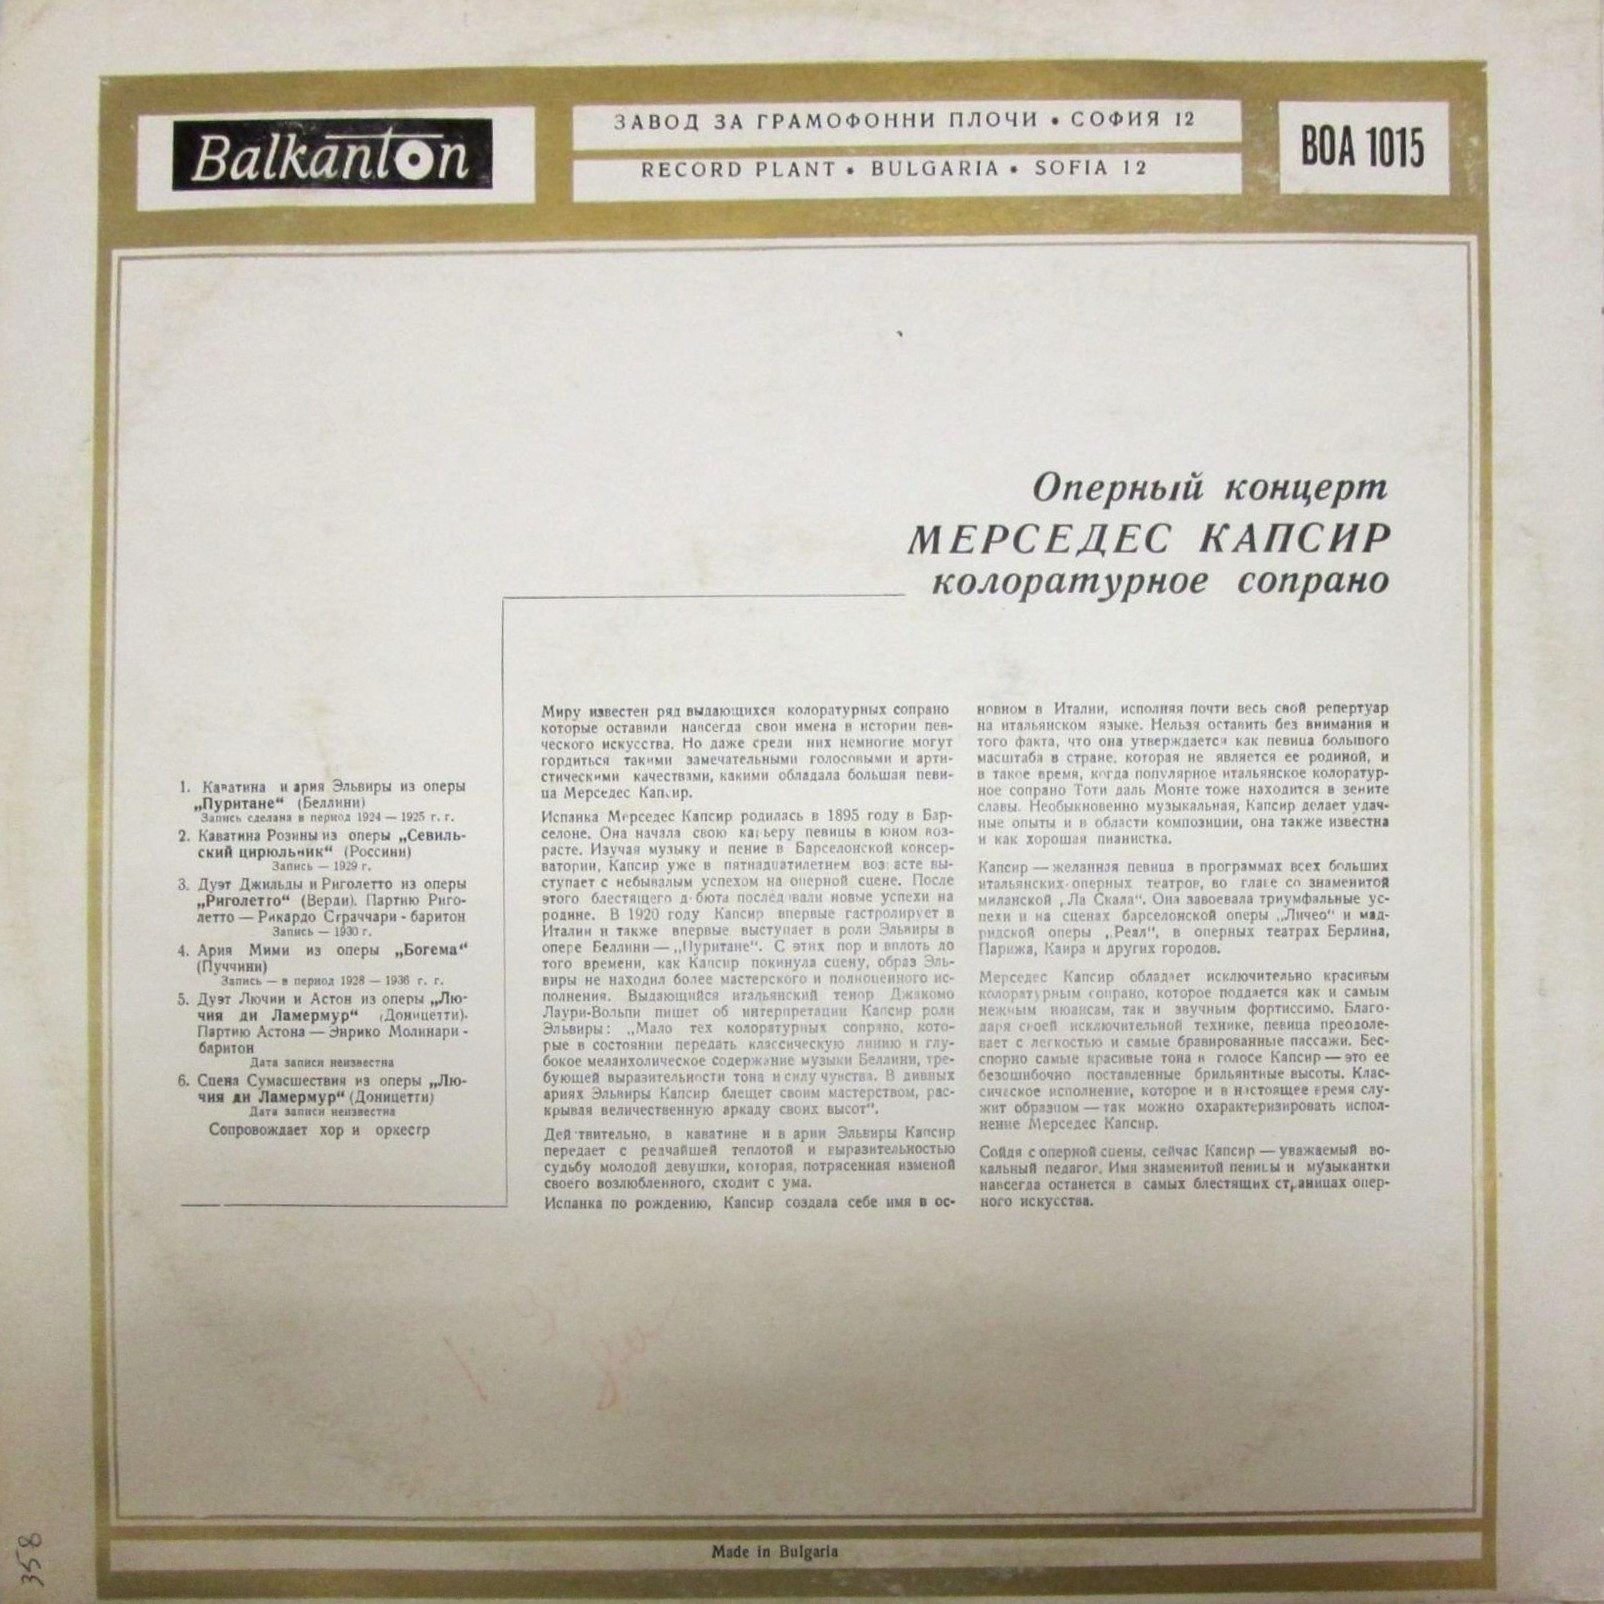 Balkanton
ЗАВОД ЗА ГРАМОФОННИ ПЛОЧИ • СОФИЯ 12
RECORD PLANT • BULGARIA • SOFIA 12
ВОА 1015
Оперный концерт
МЕРСЕДЕС КАПСИР
колоратурное сопрано
1. Каватина и ария Эльвиры из оперы
„Пуритане“ (Беллини)
Запись сделана в период 1924 — 1925 г. г.
2. Каватина Розины из оперы „Севиль-
ский цирюльник“ (Россини)
Запись — 1929 г.
3. Дуэт Джильды и Риголетто из оперы
„Риголетто“ (Верди). Партию Риго-
летто — Рикардо Страччари - баритон
Запись — 1930 г.
4. Ария Мими из оперы „Богема“
(Пуччини)
Запись — в период 1928 — 1936 г. г.
5. Дуэт Лючии и Астон из оперы „Лю-
чия ди Ламермур“ (Доницетти).
Партию Астона — Энрико Молинари -
баритон
Дата записи неизвестна
6. Сцена Сумасшествия из оперы „Лю-
чия ди Ламермур“ (Доницетти)
Дата записи неизвестна
Сопровождает хор и оркестр
Миру известен ряд выдающихся колоратурных сопрано
которые оставили навсегда свои имена в истории пев-
ческого искусства. Но даже среди них немногие могут
гордиться такими замечательными голосовыми и арти-
стическими качествами, какими обладала большая певи-
ца Мерседес Капсир.
Испанка Мерседес Капсир родилась в 1895 году в Бар-
селоне. Она начала свою карьеру певицы в юном воз-
расте. Изучая музыку и пение в Барселонской консер-
ватории, Капсир уже в пятнадцатилетнем возрасте вы-
ступает с небывалым успехом на оперной сцене. После
этого блестящего дебюта последовали новые успехи на
родине. В 1920 году Капсир впервые гастролирует в
Италии и также впервые выступает в роли Эльвиры в
опере Беллини — „Пуритане“. С этих пор и вплоть до
того времени, как Капсир покинула сцену, образ Эль-
виры не находил более мастерского и полноценного ис-
полнения. Выдающийся итальянский тенор Джакомо
Лаури-Вольпи пишет об интерпретации Капсир роли
Эльвиры: „Мало тех колоратурных сопрано, кото-
рые в состоянии передать классическую линию и глу-
бокое меланхолическое содержание музыки Беллини, тре-
бующей выразительности тона и силу чувства. В дивных
ариях Эльвиры Капсир блещет своим мастерством, рас-
крывая величественную аркаду своих высот“.
Действительно, в каватине и в арии Эльвиры Капсир
передает с редчайшей теплотой и выразительностью
судьбу молодой девушки, которая, потрясенная изменой
своего возлюбленного, сходит с ума.
Испанка по рождению, Капсир создала себе имя в ос-
новном в Италии, исполняя почти весь свой репертуар
на итальянском языке. Нельзя оставить без внимания и
того факта, что она утверждается как певица большого
масштаба в стране, которая не является ее родиной, и
в такое время, когда популярное итальянское колоратур-
ное сопрано Тоти даль Монте тоже находится в зените
славы. Необыкновенно музыкальная, Капсир делает удач-
ные опыты и в области композиции, она также известна
и как хорошая пианистка.
Капсир — желанная певица в программах всех больших
итальянских оперных театров, во главе со знаменитой
миланской „Ла Скала“. Она завоевала триумфальные ус-
пехи и на сценах барселонской оперы „Личео“ и мад-
ридской оперы „Реал“, в оперных театрах Берлина,
Парижа, Каира и других городов.
Мерседес Капсир обладает исключительно красивым
колоратурным сопрано, которое поддается как и самым
нежным нюансам, так и звучным фортиссимо. Благо-
даря своей исключительной технике, певица преодоле-
вает с легкостью и самые бравированные пассажи. Бес-
спорно самые красивые тона в голосе Капсир — это ее
безошибочно поставленные брильянтные высоты. Клас-
сическое исполнение, которое и в настоящее время слу-
жит образцом — так можно охарактеризировать испол-
нение Мерседес Капсир.
Сойдя с оперной сцены, сейчас Капсир — уважаемый во-
кальный педагог. Имя знаменитой певицы и музыкантки
навсегда останется в самых блестящих страницах опер-
ного искусства.
Made in Bulgaria
358